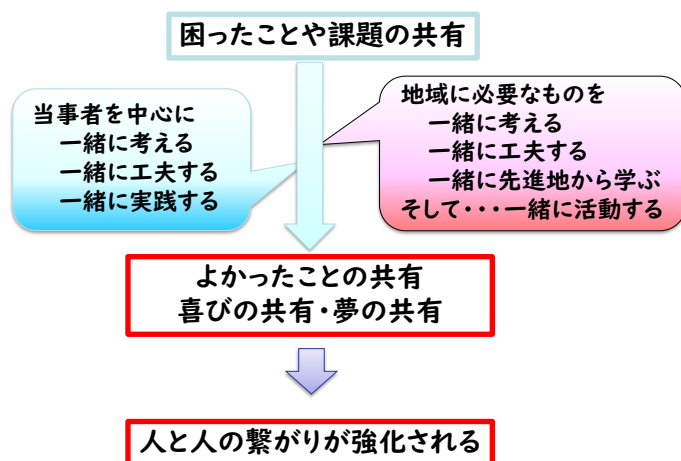 困ったことや課題の共有
当事者を中心に
一緒に考える
一緒に工夫する
一緒に実践する
地域に必要なものを
一緒に考える
一緒に工夫する
一緒に先進地から学ぶ
そして・・・一緒に活動する
よかったことの共有
喜びの共有・夢の共有
人と人の繋がりが強化される